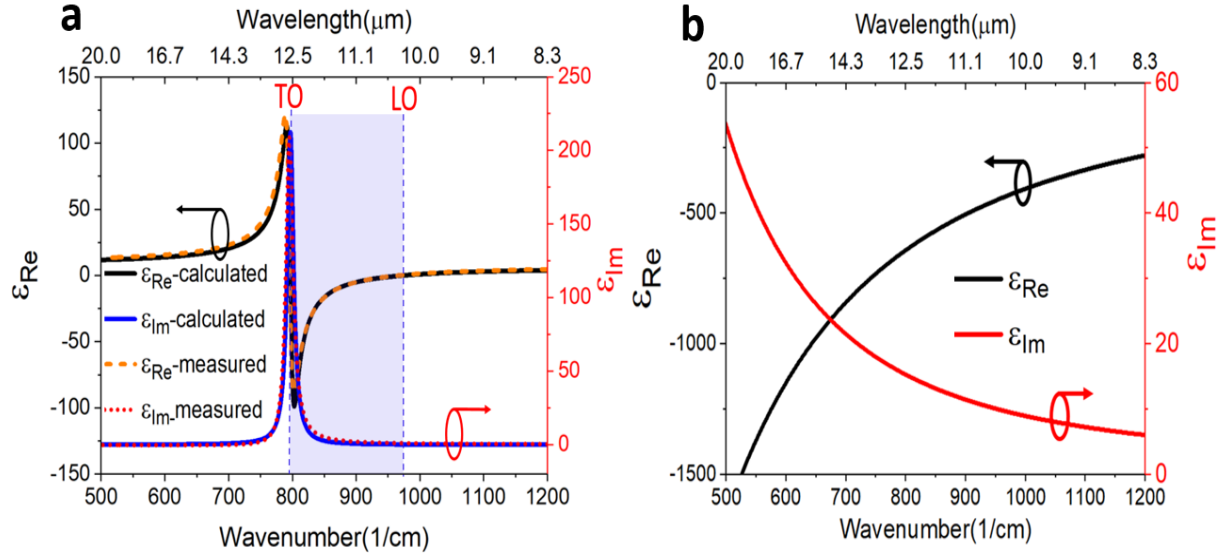 a
Wavelength(μm)
20.0 16.7 14.3 12.5 11.1 10.0 9.1 8.3
150
100
50
0
-50
-100
-150
εRe
250
200
150
100
50
0
εIm
TO LO
εRe-calculated
εIm-calculated
εRe-measured
εIm-measured
500 600 700 800 900 1000 1100 1200
Wavenumber(1/cm)
b
Wavelength(μm)
20.0 16.7 14.3 12.5 11.1 10.0 9.1 8.3
0
-500
-1000
-1500
εRe
60
40
20
0
εIm
εRe
εIm
500 600 700 800 900 1000 1100 1200
Wavenumber(1/cm)